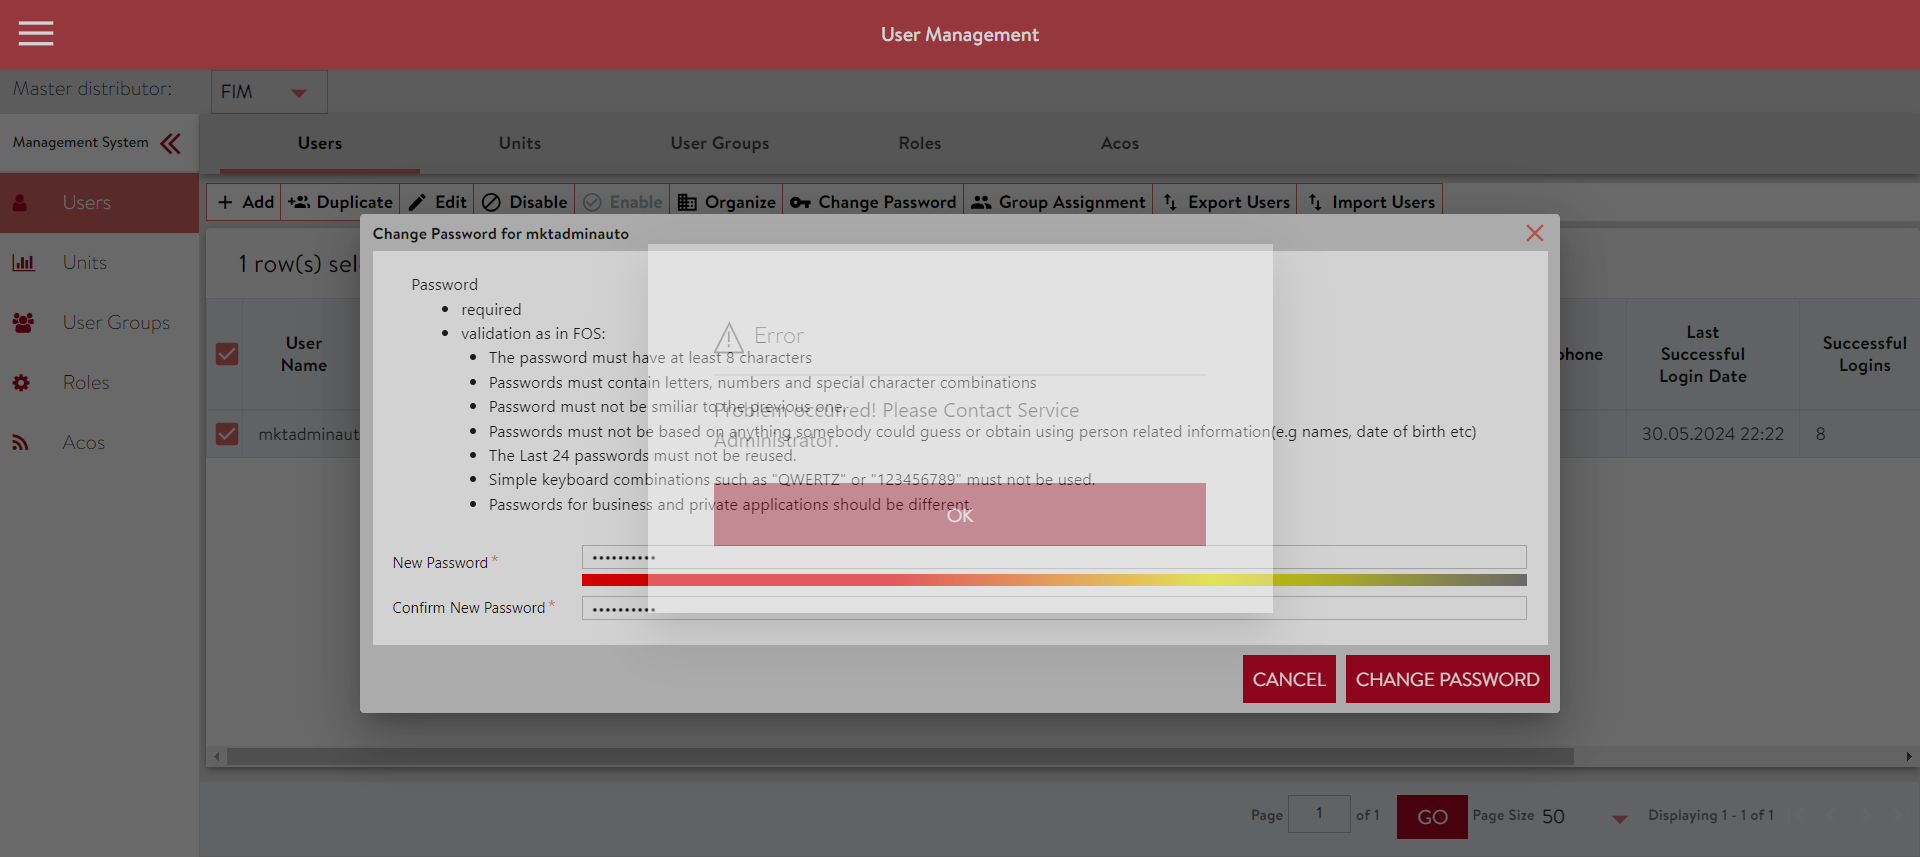 User Management
Master distributor:
FIM
Management System
Users
Units
User Groups
Roles
Acos
Users
Units
User Groups
Roles
Acos
Add
Duplicate
Edit
Disable
Enable
Organize
Change Password
Group Assignment
Export Users
Import Users
1 row(s) sel
User
Name
phone
Last
Successful
Login Date
Successful
Logins
mktadminaut
30.05.2024 22:22
8
Change Password for mktadminauto
Password
required
validation as in FOS:
The password must have at least 8 characters
Passwords must contain letters, numbers and special character combinations
Password must not be smiliar to the previous one.
Passwords must not be based on anything somebody could guess or obtain using person related information(e.g names, date of birth etc)
The Last 24 passwords must not be reused.
Simple keyboard combinations such as "QWERTZ" or "123456789" must not be used.
Passwords for business and private applications should be different.
Error
Problem occurred! Please Contact Service
Administrator.
OK
New Password *
Confirm New Password *
CANCEL
CHANGE PASSWORD
Page 1 of 1
GO
Page Size 50
Displaying 1 - 1 of 1